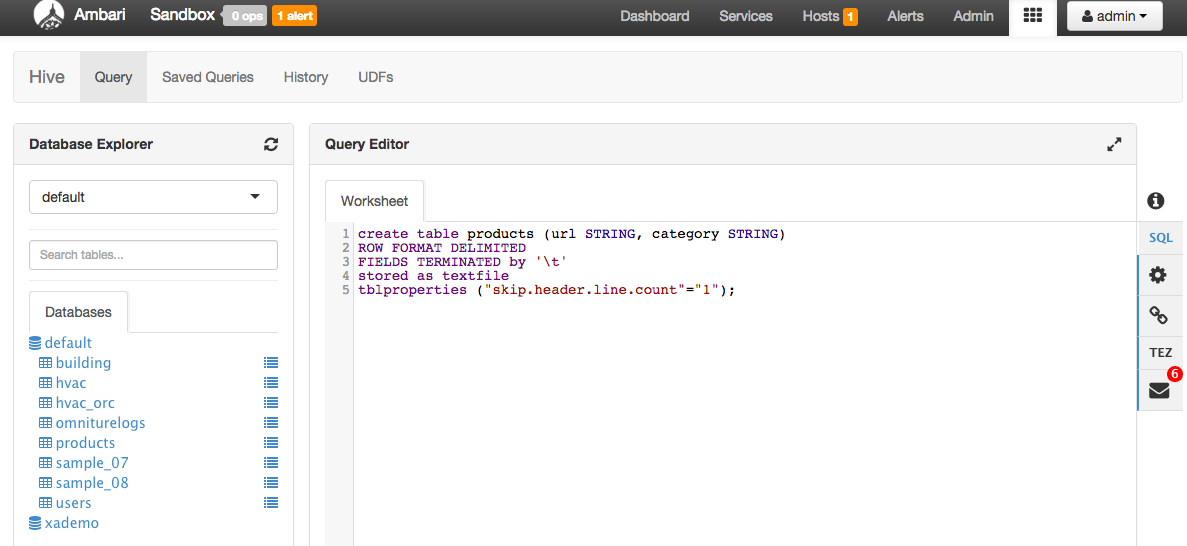 Ambari Sandbox 0 ops 1 alert Dashboard Services Hosts 1 Alerts Admin admin
Hive Query Saved Queries History UDFs
Database Explorer
default
Search tables...
Databases
default
building
hvac
hvac_orc
omniturelogs
products
sample_07
sample_08
users
xademo
Query Editor
Worksheet
1 create table products (url STRING, category STRING)
2 ROW FORMAT DELIMITED
3 FIELDS TERMINATED by '\t'
4 stored as textfile
5 tblproperties ("skip.header.line.count"="1");
SQL
TEZ
6